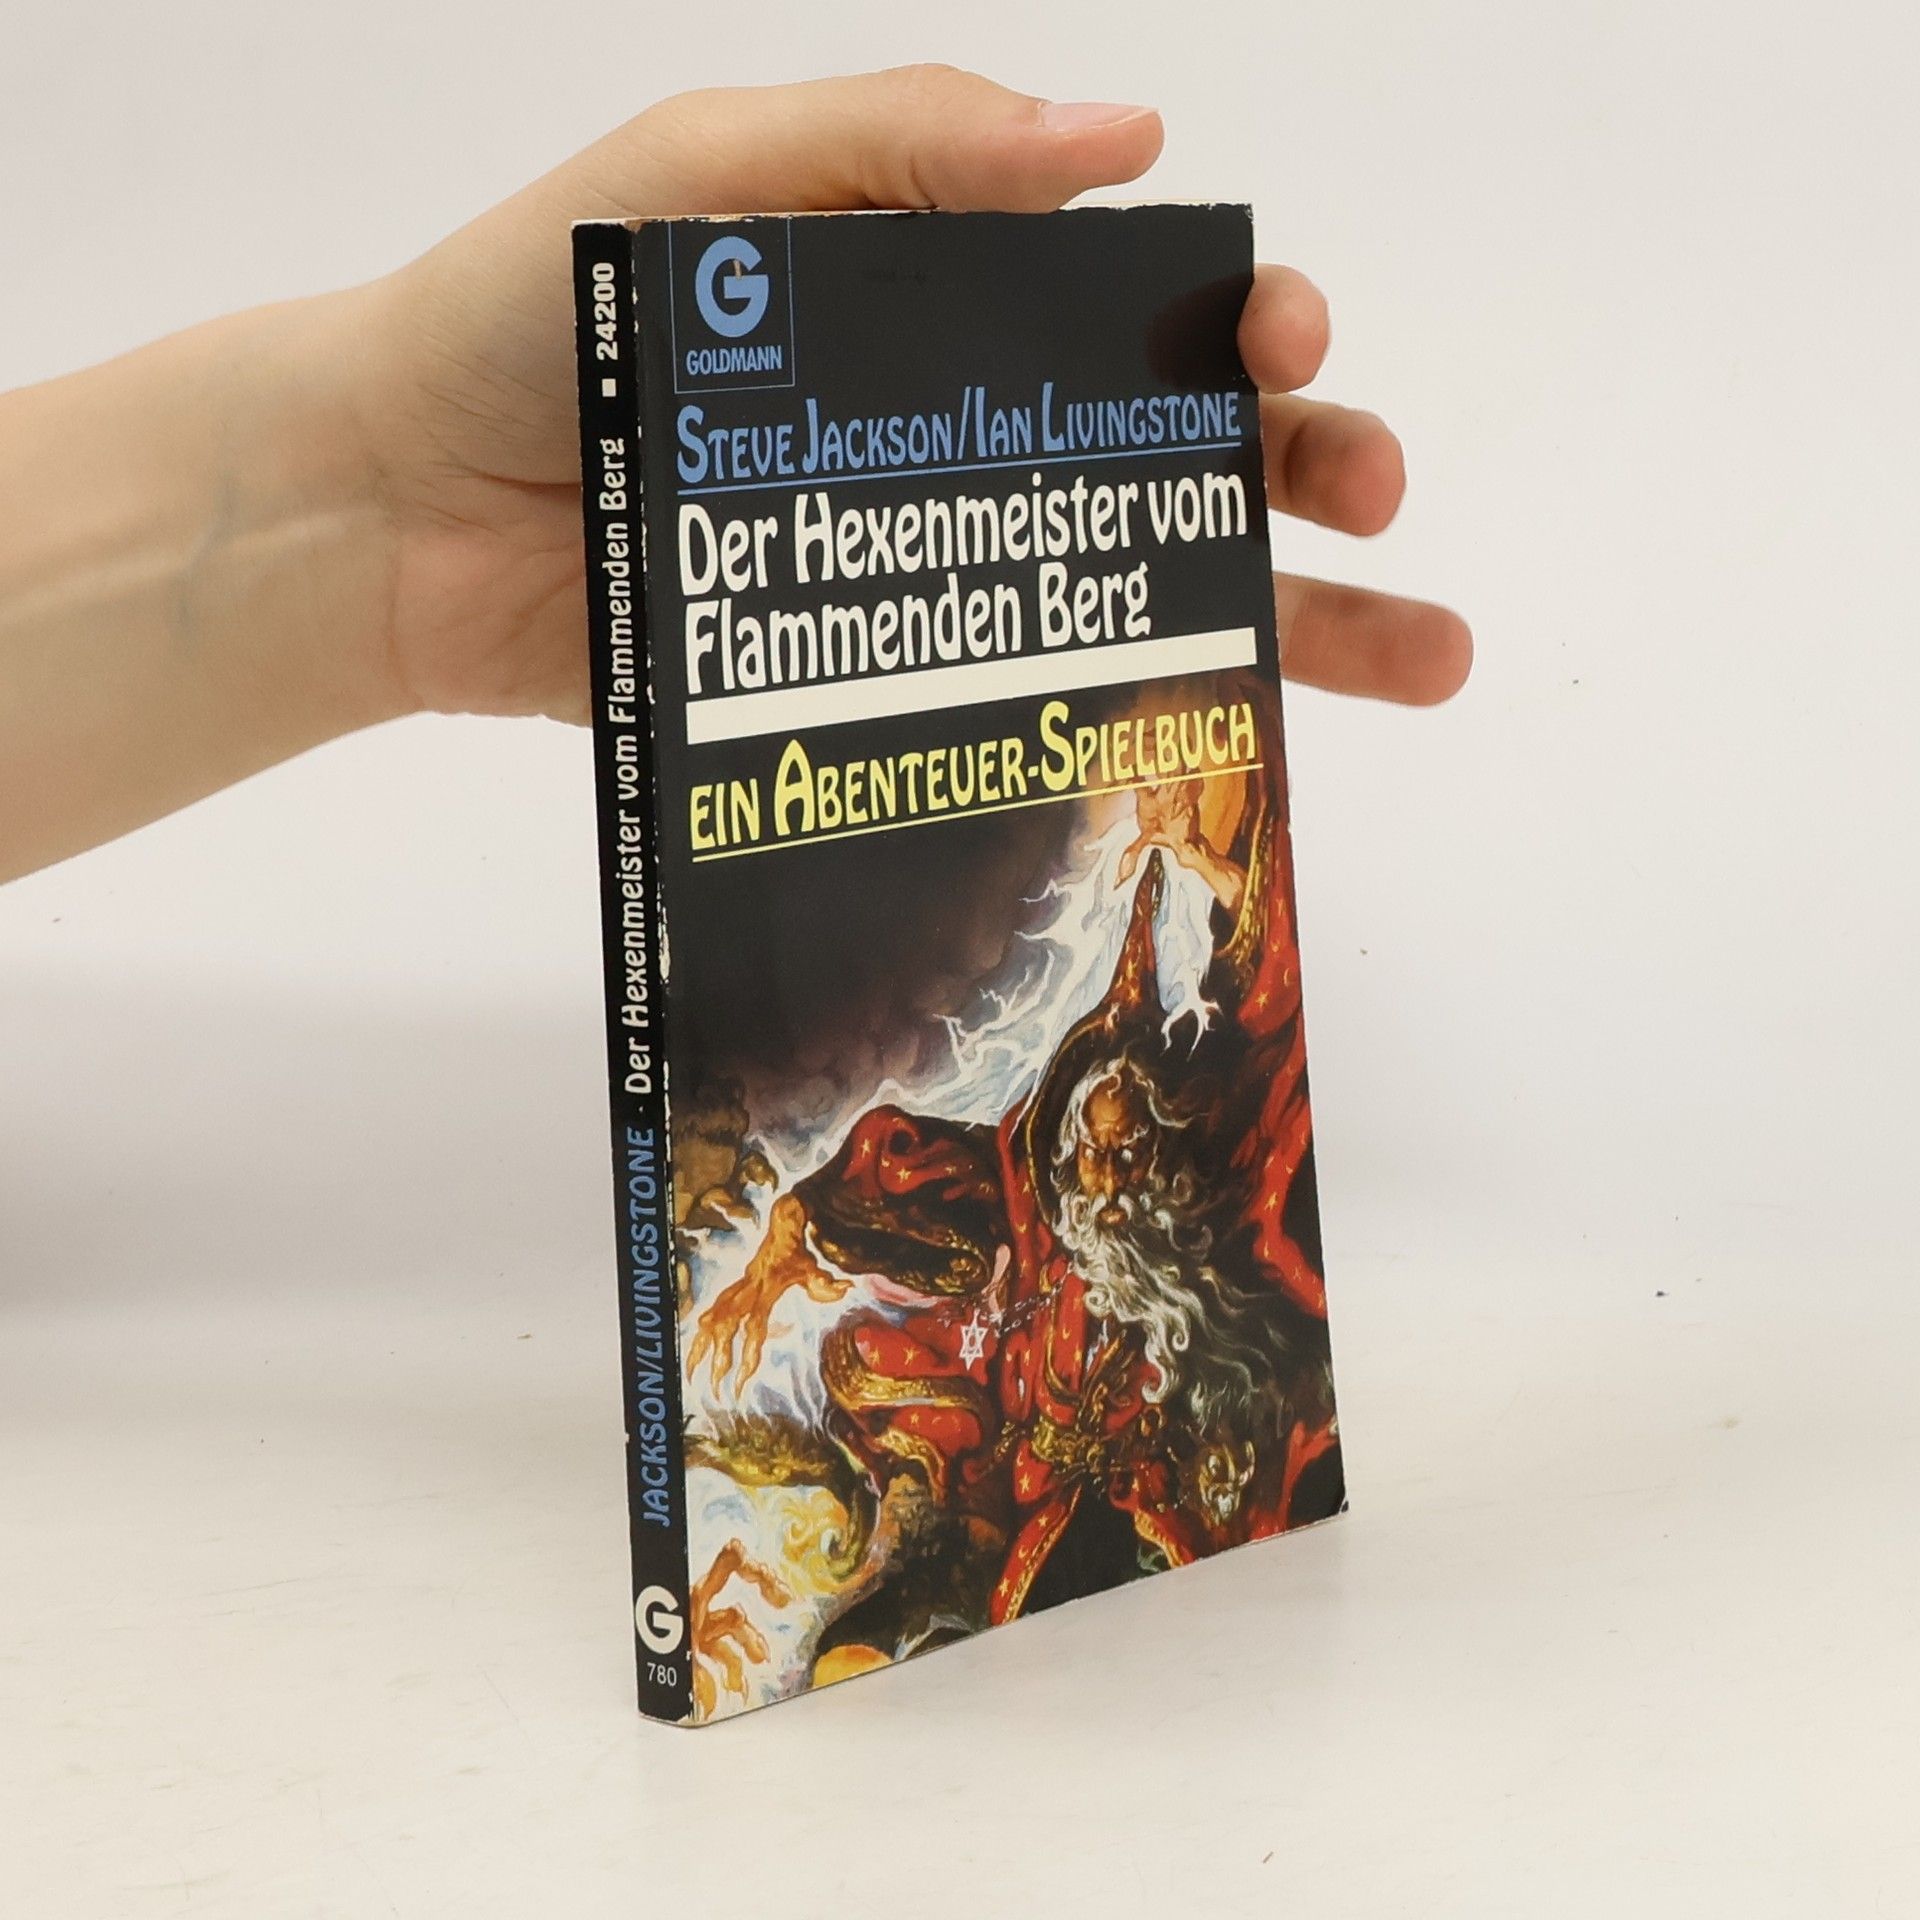 G
GOLDMANN
STEVE JACKSON/IAN LIVINGSTONE
Der Hexenmeister vom
Flammenden Berg
EIN ABENTEUER-SPIELBUCH
JACKSON/LIVINGSTONE · Der Hexenmeister vom Flammenden Berg ▪ 24200
G
780